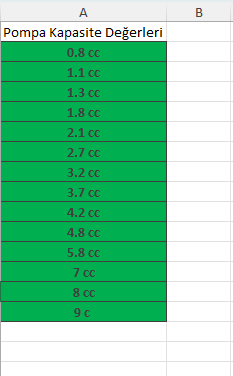 A B
Pompa Kapasite Değerleri
0.8 cc
1.1 cc
1.3 cc
1.8 cc
2.1 cc
2.7 cc
3.2 cc
3.7 cc
4.2 cc
4.8 cc
5.8 cc
7 cc
8 cc
9 c